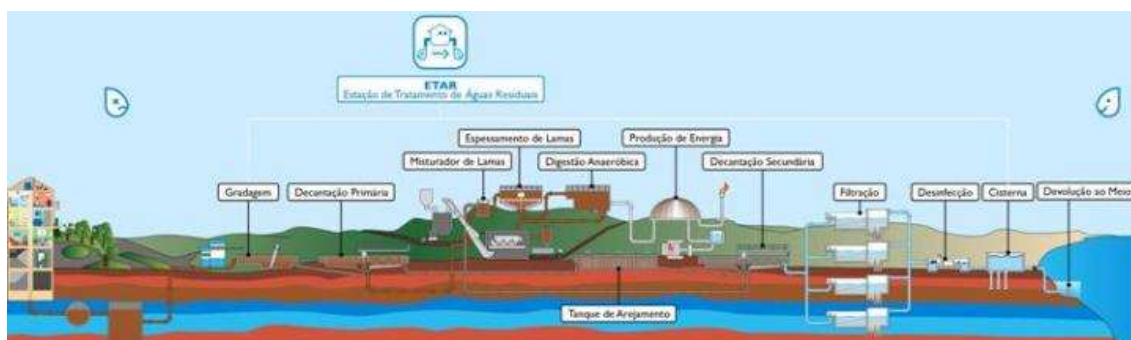 ETAR
Estação de Tratamento de Águas Residuais
Espessamento de Lamas
Produção de Energia
Misturador de Lamas
Digestão Anaeróbica
Decantação Secundária
Gradagem
Decantação Primária
Filtração
Desinfecção
Cisterna
Devolução ao Meio
Tanque de Arejamento